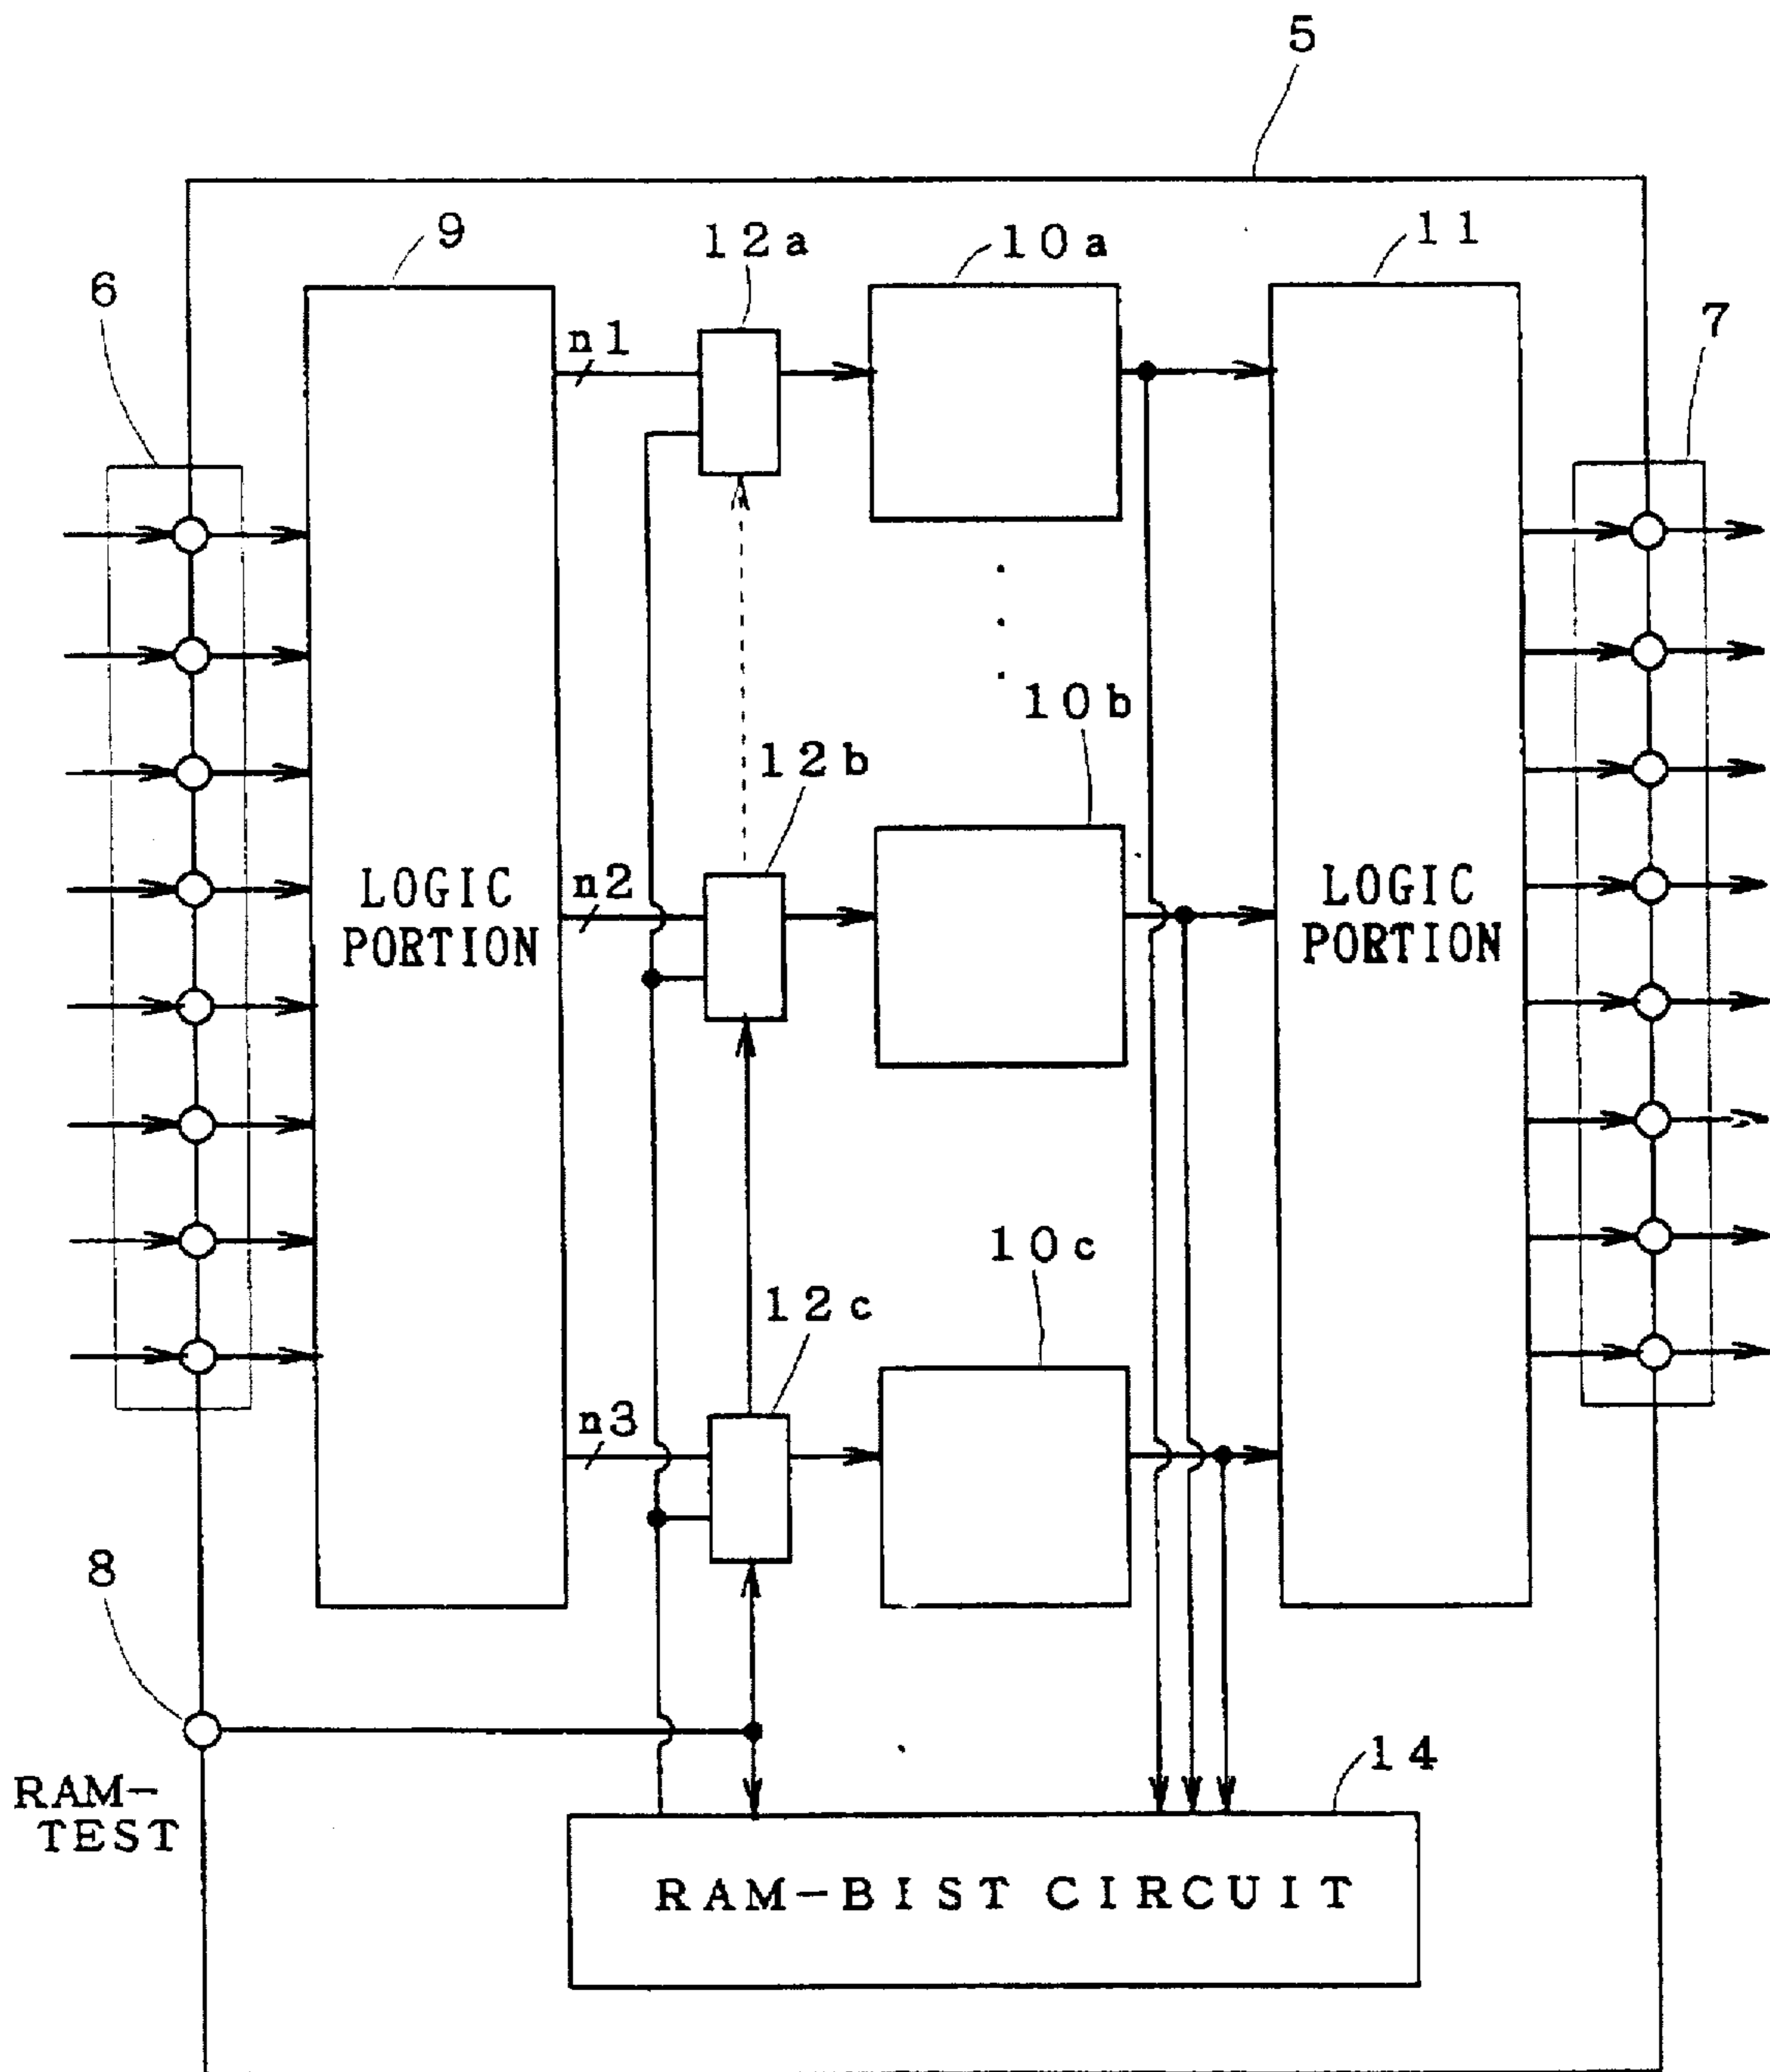 5
9
12a
10a
11
6
7
n1
10b
12b
n2
LOGIC
PORTION
LOGIC
PORTION
10c
12c
n3
8
RAM-
TEST
14
RAM-BIST CIRCUIT